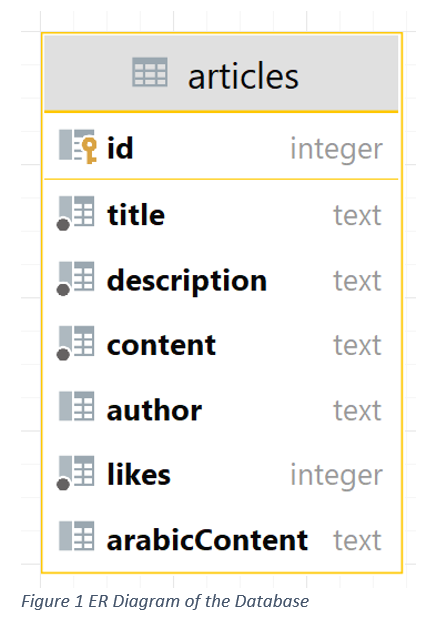 articles
id integer
title text
description text
content text
author text
likes integer
arabicContent text
Figure 1 ER Diagram of the Database